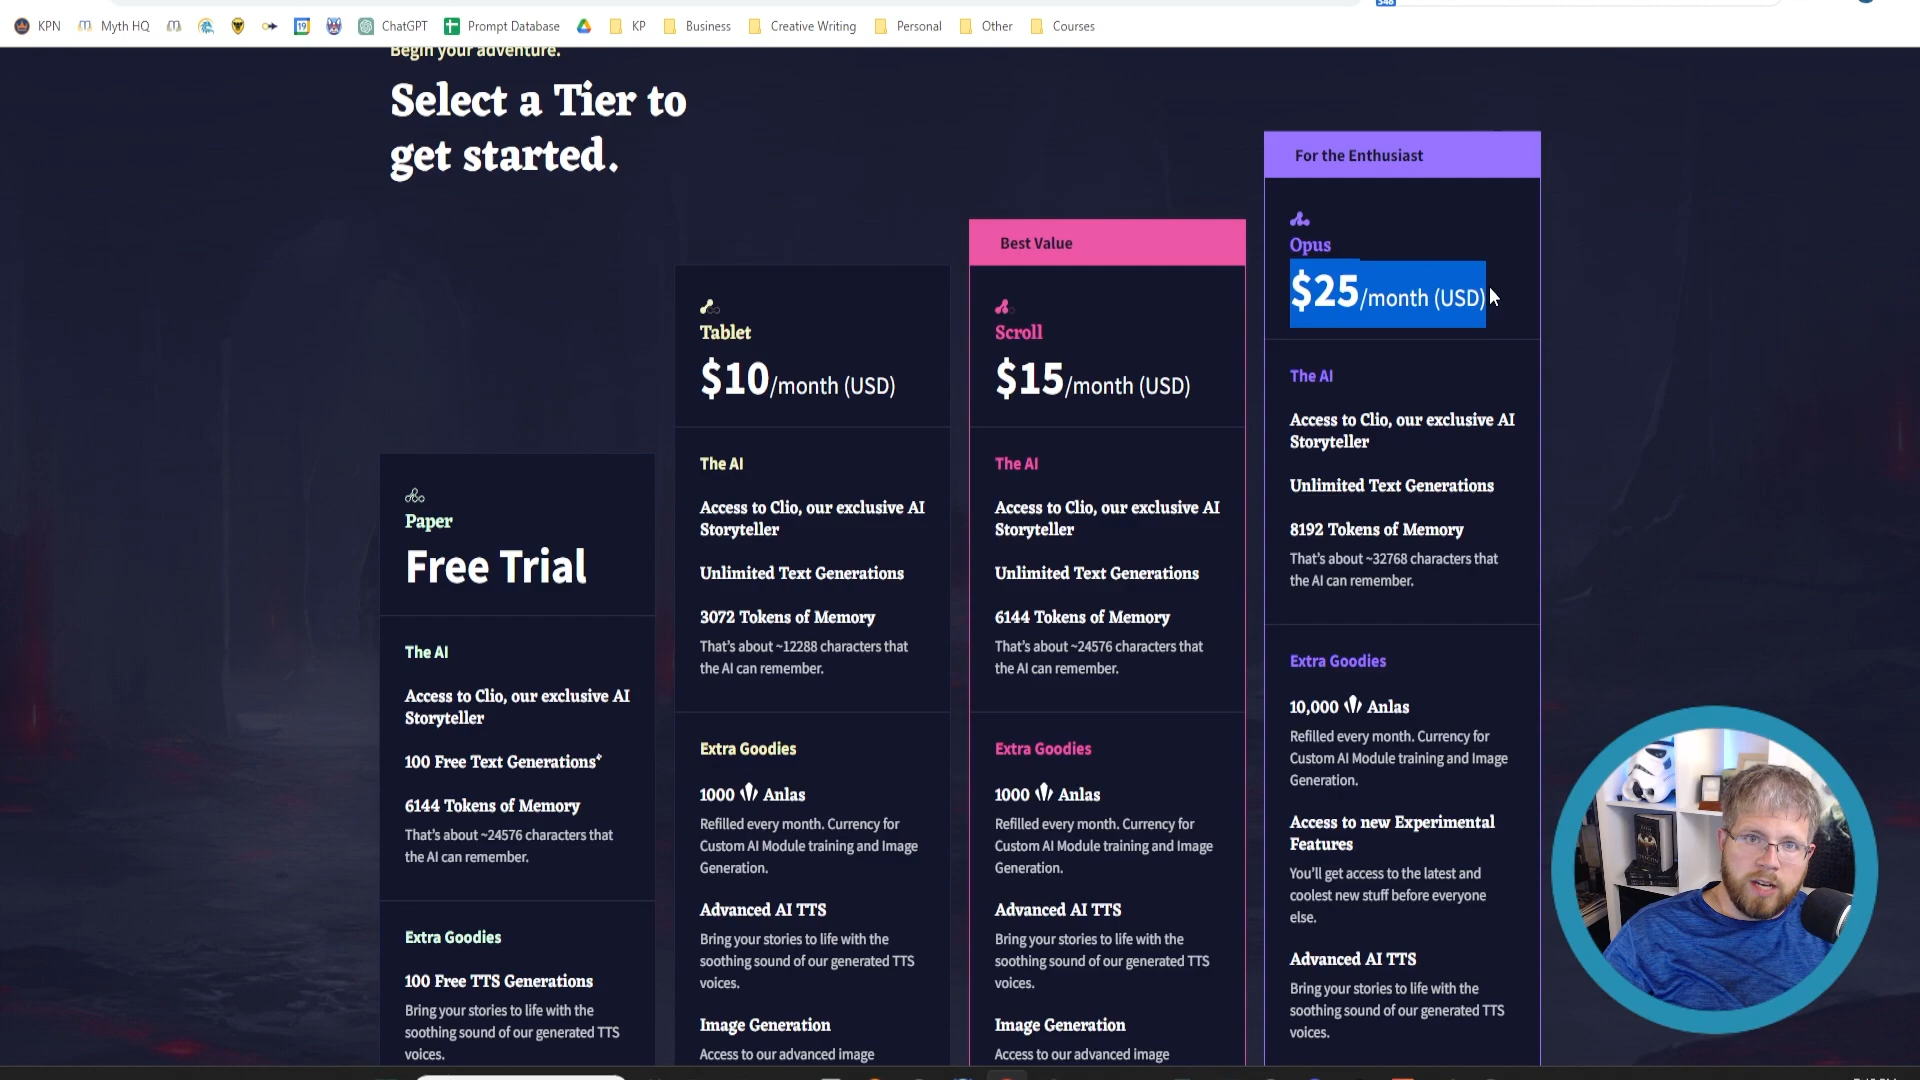 KPN
Myth HQ
19
ChatGPT
Prompt Database
KP
Business
Creative Writing
Personal
Other
Courses
Begin your adventure.
Select a Tier to
get started.
Paper
Free Trial
The AI
Access to Clio, our exclusive AI
Storyteller
100 Free Text Generations*
6144 Tokens of Memory
That's about ~24576 characters that
the AI can remember.
Extra Goodies
100 Free TTS Generations
Bring your stories to life with the
soothing sound of our generated TTS
voices.
Tablet
$10/month (USD)
The AI
Access to Clio, our exclusive AI
Storyteller
Unlimited Text Generations
3072 Tokens of Memory
That's about ~12288 characters that
the AI can remember.
Extra Goodies
1000 Anlas
Refilled every month. Currency for
Custom AI Module training and Image
Generation.
Advanced AI TTS
Bring your stories to life with the
soothing sound of our generated TTS
voices.
Image Generation
Access to our advanced image
Best Value
Scroll
$15/month (USD)
The AI
Access to Clio, our exclusive AI
Storyteller
Unlimited Text Generations
6144 Tokens of Memory
That's about ~24576 characters that
the AI can remember.
Extra Goodies
1000 Anlas
Refilled every month. Currency for
Custom AI Module training and Image
Generation.
Advanced AI TTS
Bring your stories to life with the
soothing sound of our generated TTS
voices.
Image Generation
Access to our advanced image
For the Enthusiast
Opus
$25/month (USD)
The AI
Access to Clio, our exclusive AI
Storyteller
Unlimited Text Generations
8192 Tokens of Memory
That's about ~32768 characters that
the AI can remember.
Extra Goodies
10,000 Anlas
Refilled every month. Currency for
Custom AI Module training and Image
Generation.
Access to new Experimental
Features
You'll get access to the latest and
coolest new stuff before everyone
else.
Advanced AI TTS
Bring your stories to life with the
soothing sound of our generated TTS
voices.